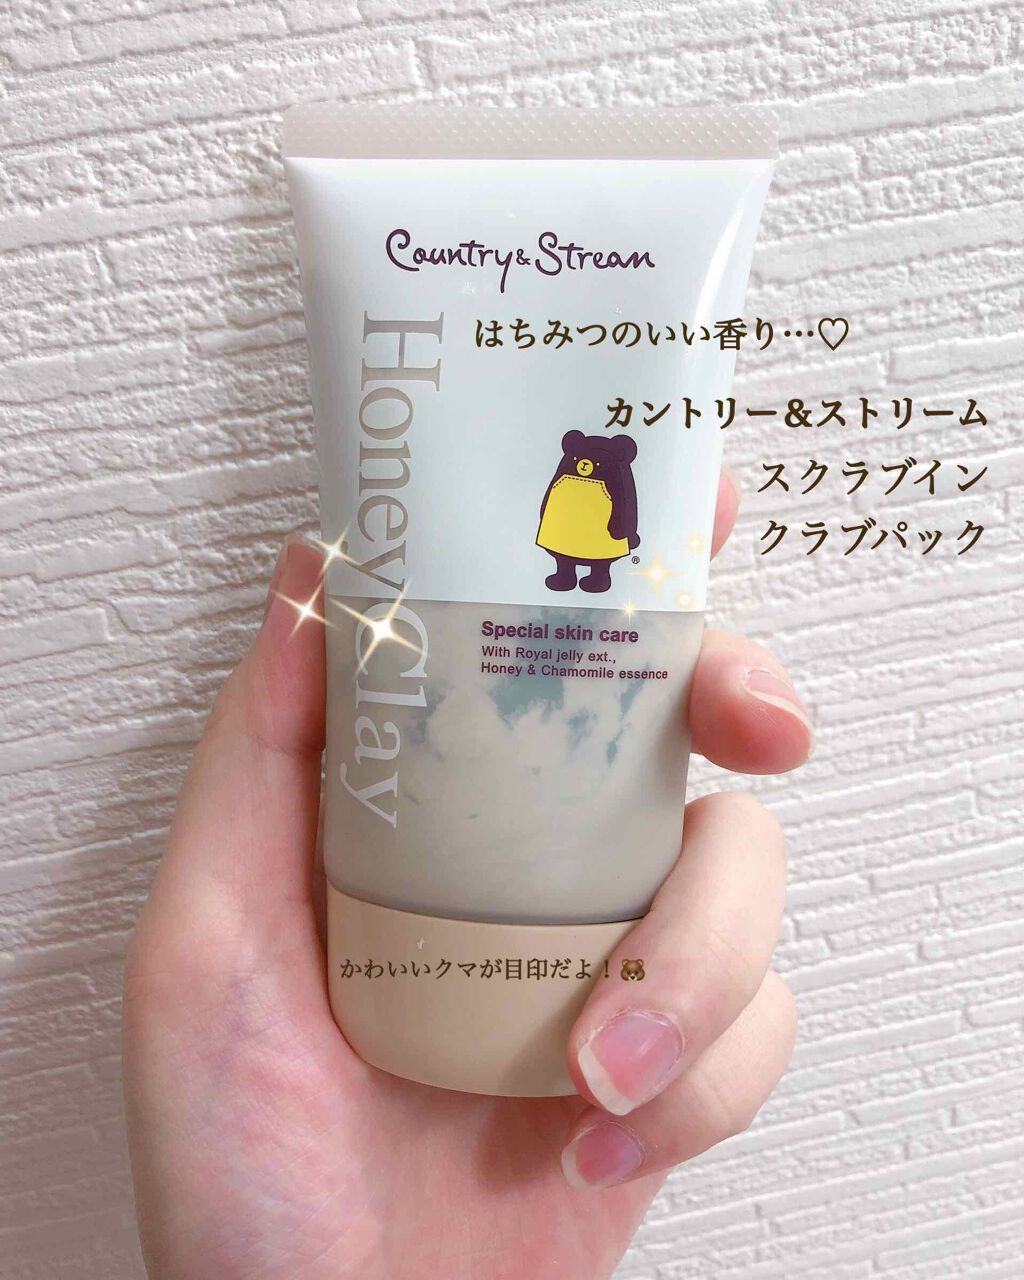 Country & Stream
はちみつのいい香り…♡
カントリー＆ストリーム
スクラブイン
クラブパック
Honey Clay
®
Special skin care
With Royal jelly ext.,
Honey & Chamomile essence
かわいいクマが目印だよ！🐻